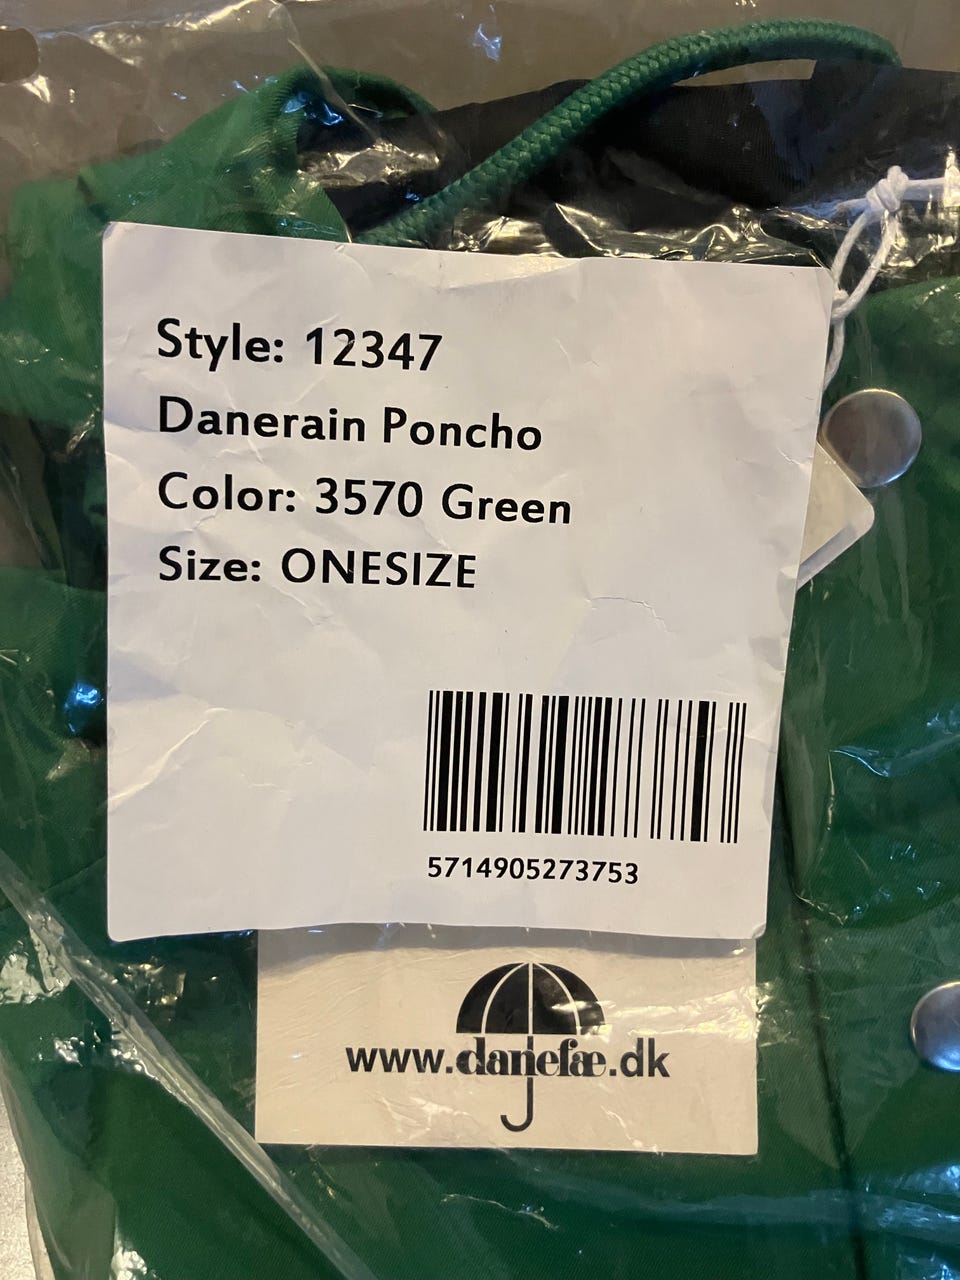 Style: 12347
Danerain Poncho
Color: 3570 Green
Size: ONESIZE
5714905273753
www.danefæ.dk